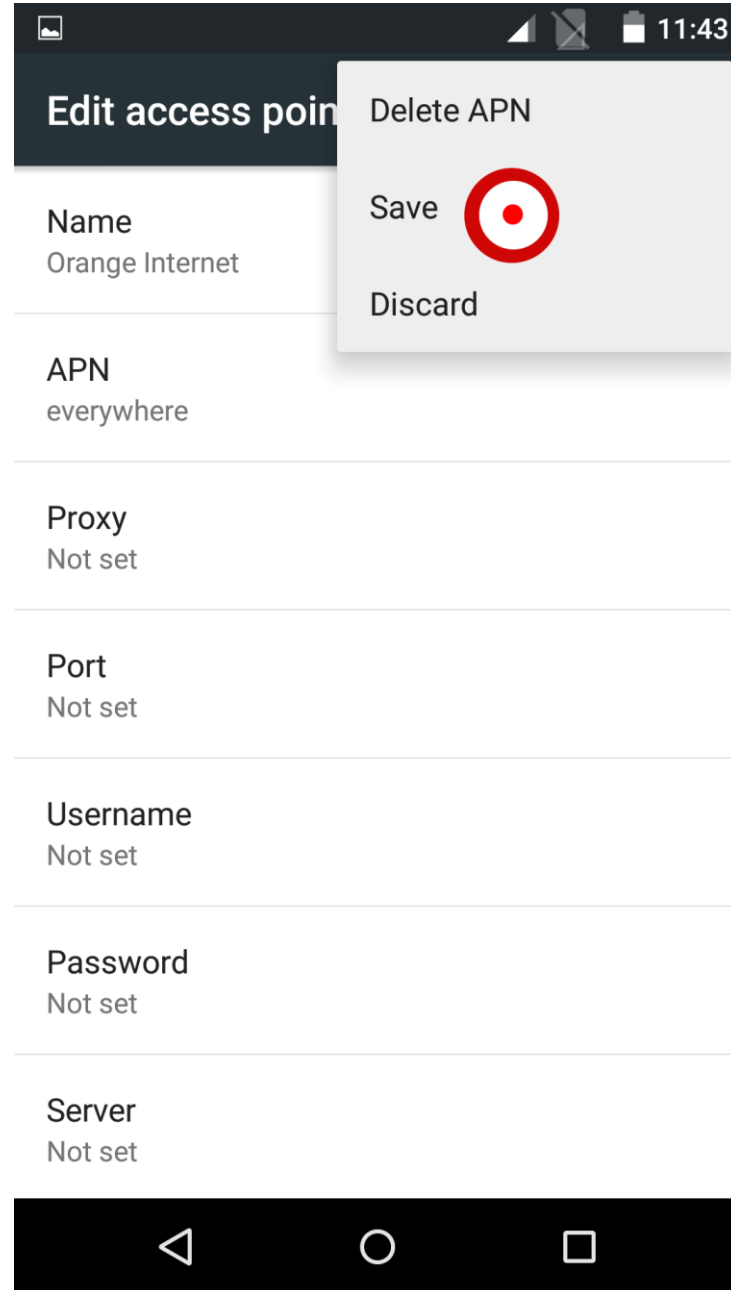 11:43
Edit access poin
Delete APN
Save
Discard
Name
Orange Internet
APN
everywhere
Proxy
Not set
Port
Not set
Username
Not set
Password
Not set
Server
Not set